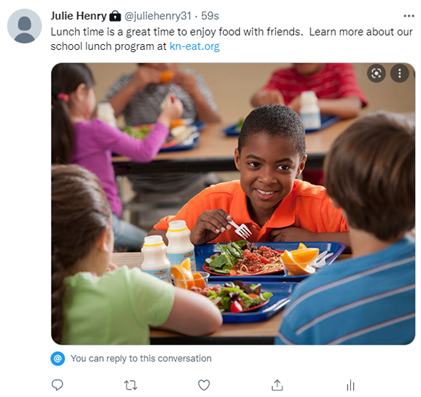 Julie Henry @juliehenry31 · 59s
Lunch time is a great time to enjoy food with friends.  Learn more about our
school lunch program at kn-eat.org
You can reply to this conversation